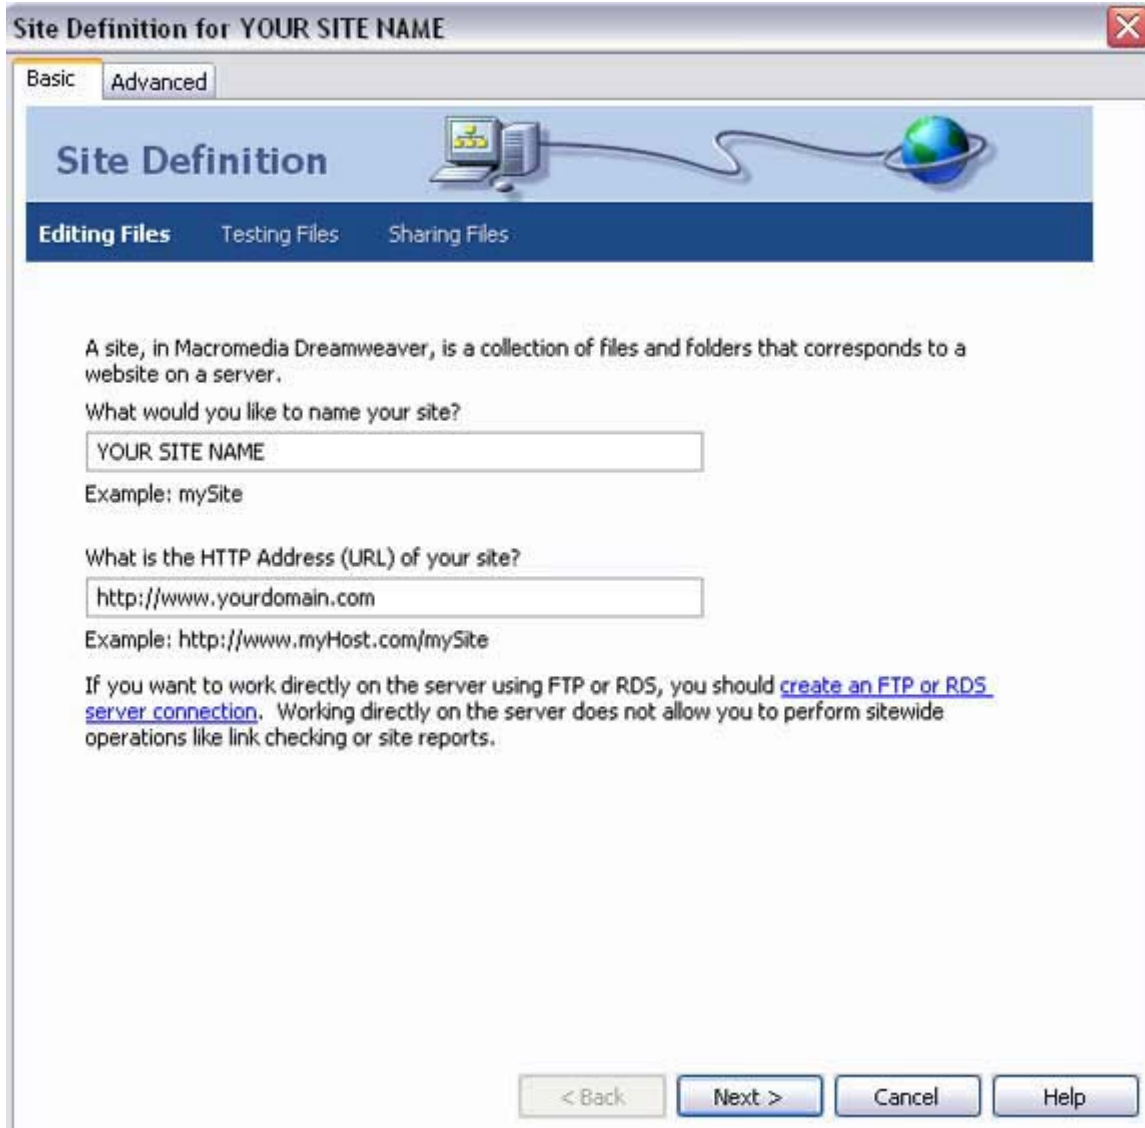 Site Definition for YOUR SITE NAME
Basic Advanced
Site Definition
Editing Files Testing Files Sharing Files
A site, in Macromedia Dreamweaver, is a collection of files and folders that corresponds to a
website on a server.
What would you like to name your site?
YOUR SITE NAME
Example: mySite
What is the HTTP Address (URL) of your site?
http://www.yourdomain.com
Example: http://www.myHost.com/mySite
If you want to work directly on the server using FTP or RDS, you should create an FTP or RDS
server connection. Working directly on the server does not allow you to perform sitewide
operations like link checking or site reports.
< Back Next > Cancel Help